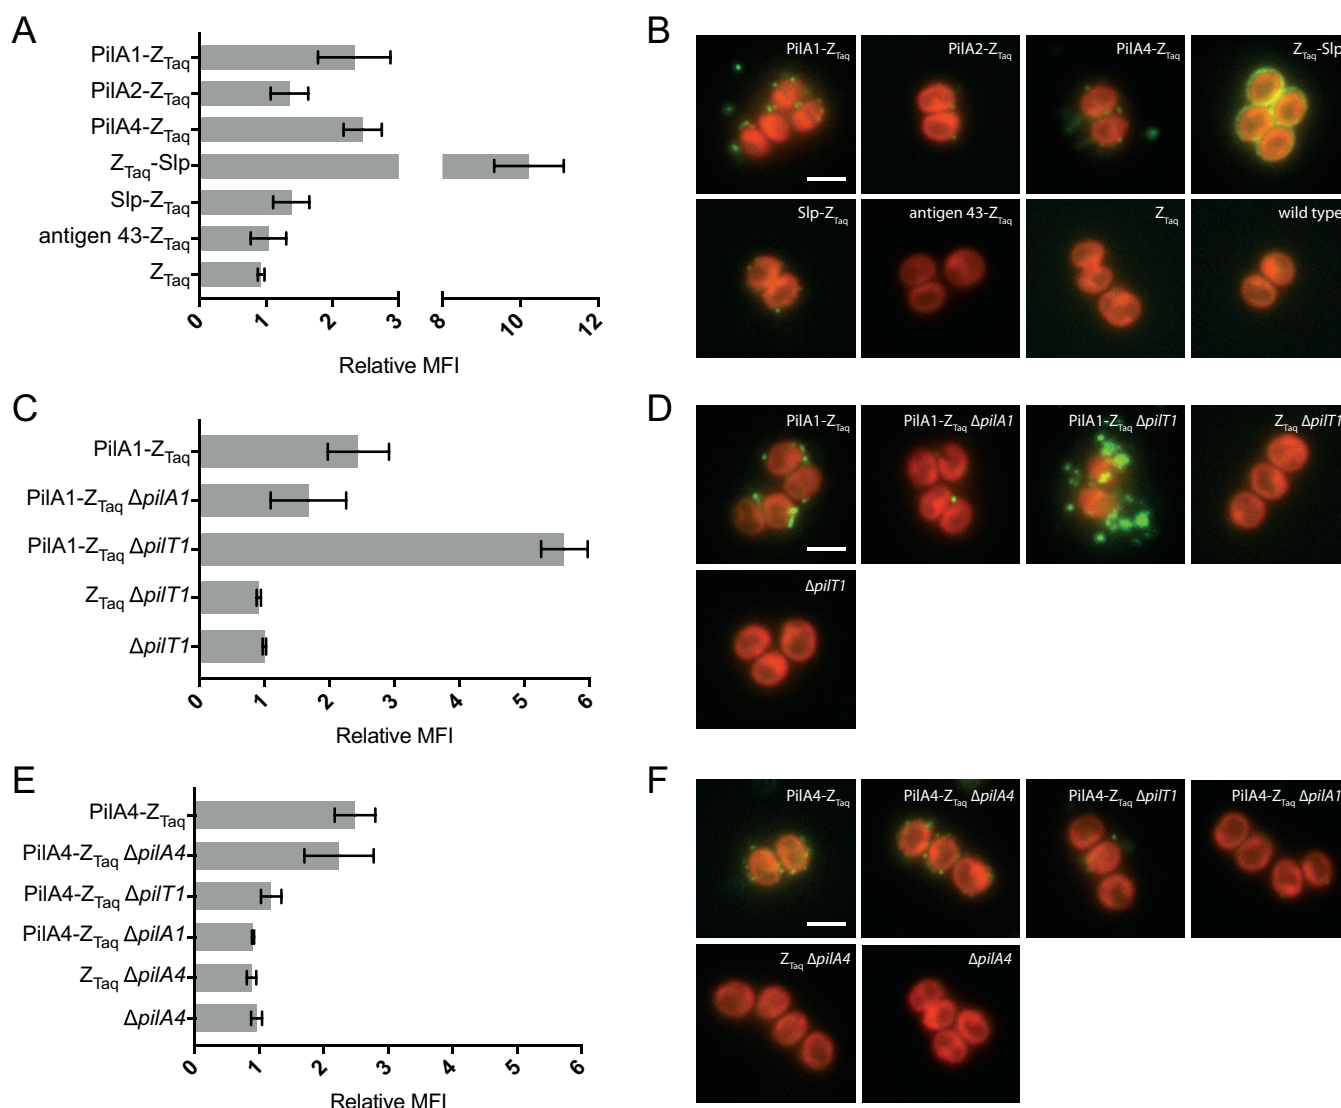 A
PilA1-ZTaq
PilA2-ZTaq
PilA4-ZTaq
ZTaq-Slp
Slp-ZTaq
antigen 43-ZTaq
ZTaq
0 1 2 3 8 10 12
Relative MFI
B
PilA1-ZTaq
PilA2-ZTaq
PilA4-ZTaq
ZTaq-Slp
Slp-ZTaq
antigen 43-ZTaq
ZTaq
wild type
C
PilA1-ZTaq
PilA1-ZTaq ΔpilA1
PilA1-ZTaq ΔpilT1
ZTaq ΔpilT1
ΔpilT1
0 1 2 3 4 5 6
Relative MFI
D
PilA1-ZTaq
PilA1-ZTaq ΔpilA1
PilA1-ZTaq ΔpilT1
ZTaq ΔpilT1
ΔpilT1
E
PilA4-ZTaq
PilA4-ZTaq ΔpilA4
PilA4-ZTaq ΔpilT1
PilA4-ZTaq ΔpilA1
ZTaq ΔpilA4
ΔpilA4
0 1 2 3 4 5 6
Relative MFI
F
PilA4-ZTaq
PilA4-ZTaq ΔpilA4
PilA4-ZTaq ΔpilT1
PilA4-ZTaq ΔpilA1
ZTaq ΔpilA4
ΔpilA4